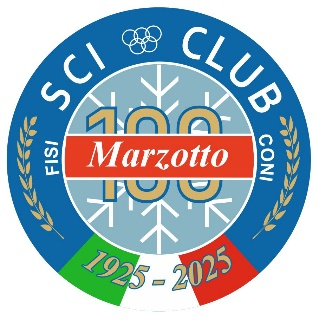 SCI CLUB
FISI
CONI
100
Marzotto
1925 - 2025